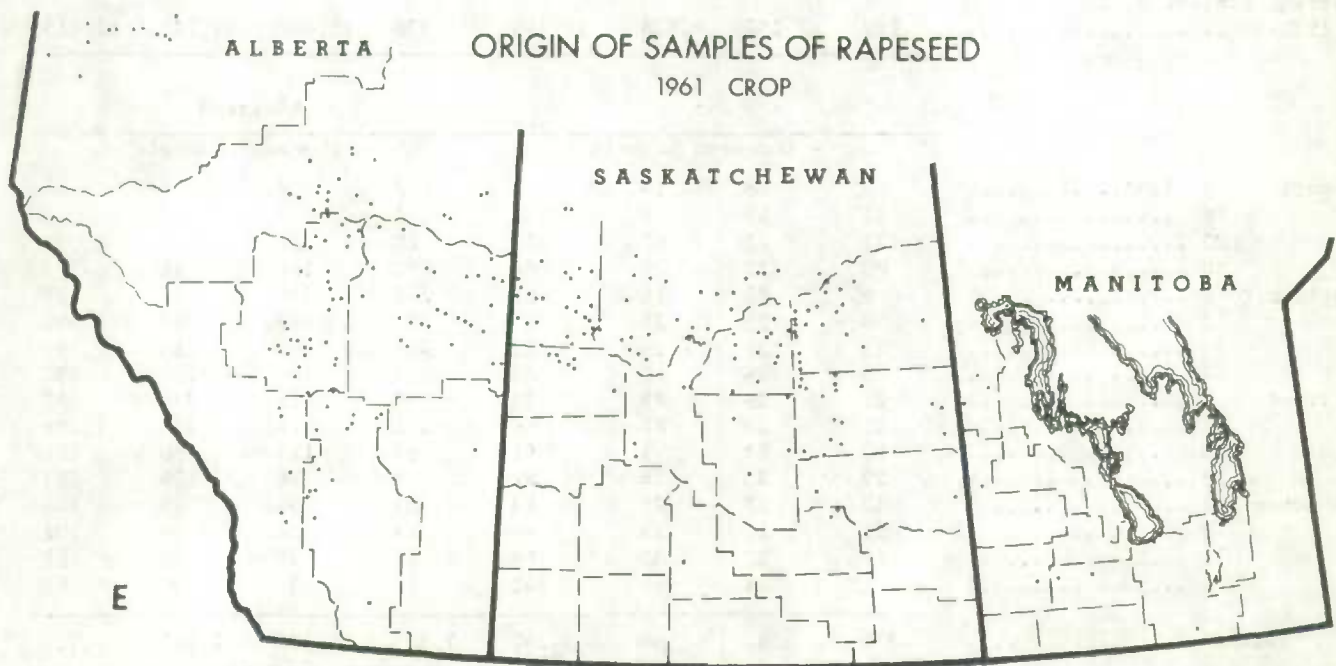 ORIGIN OF SAMPLES OF RAPESEED
1961 CROP
ALBERTA
SASKATCHEWAN
MANITOBA
E